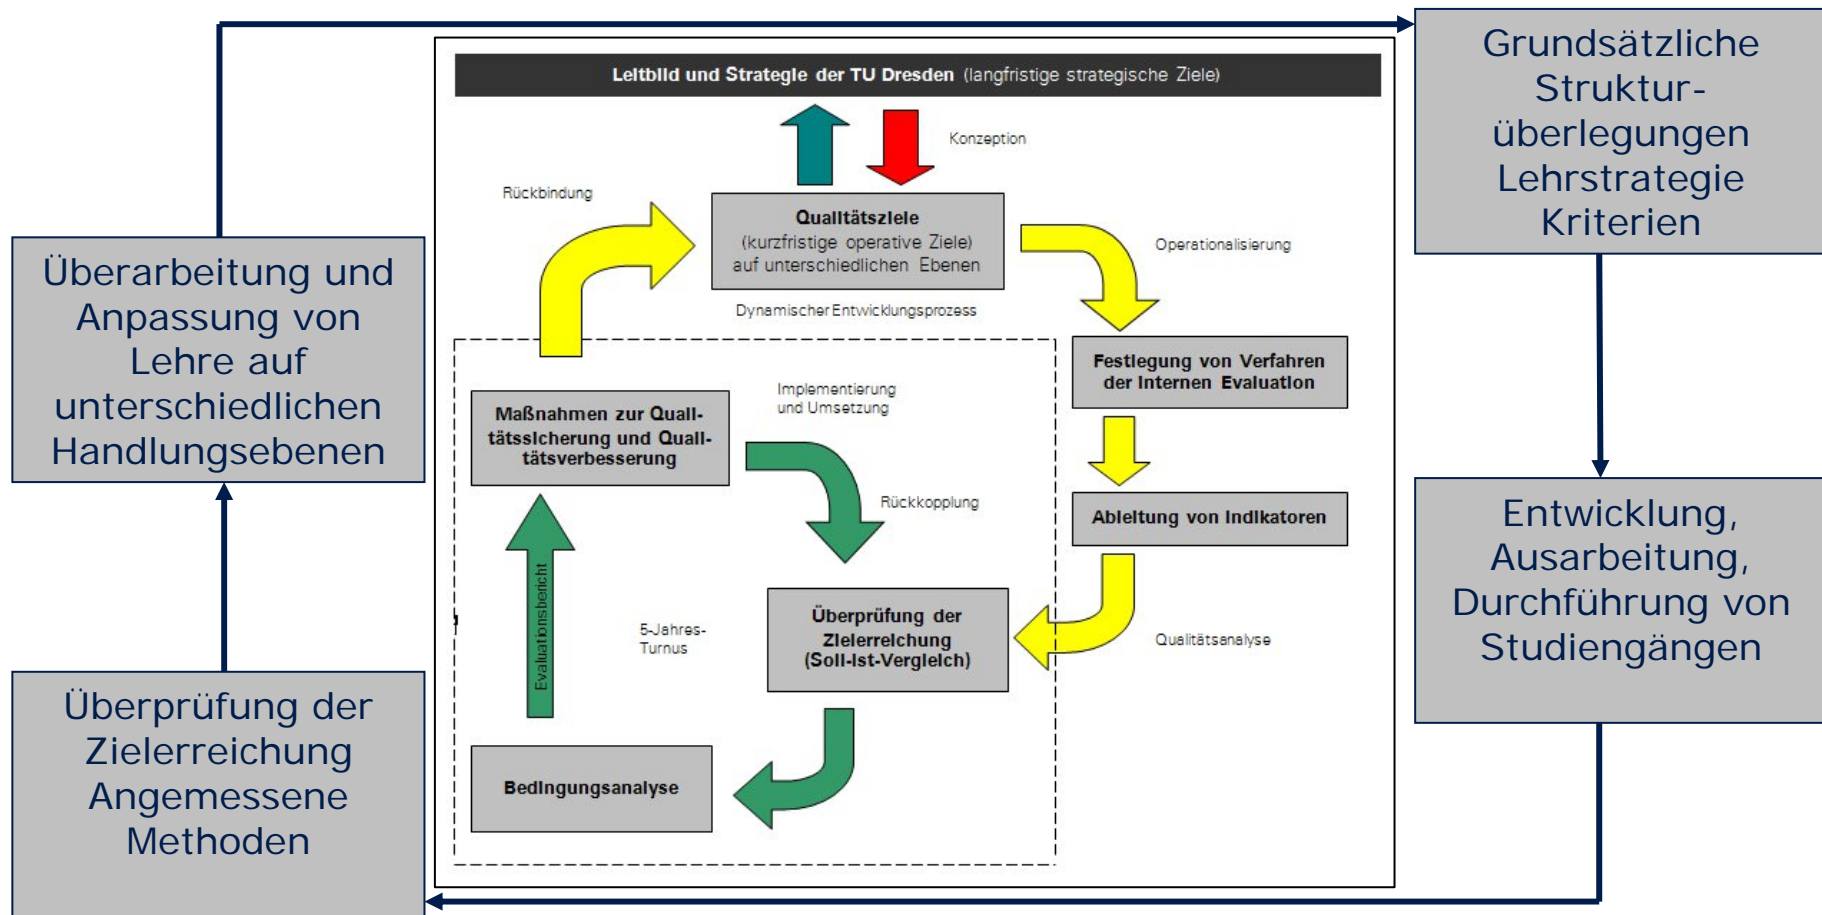 Leitbild und Strategie der TU Dresden (langfristige strategische Ziele)
Konzeption
Rückbindung
Qualitätsziele
(kurzfristige operative Ziele)
auf unterschiedlichen Ebenen
Operationalisierung
Dynamischer Entwicklungsprozess
Festlegung von Verfahren
der internen Evaluation
Maßnahmen zur Quali-
tätssicherung und Quali-
tätsverbesserung
Implementierung
und Umsetzung
Rückkopplung
Ableitung von Indikatoren
Evaluationsbericht
5-Jahres-
Turnus
Überprüfung der
Zielerreichung
(Soll-Ist-Vergleich)
Qualitätsanalyse
Bedingungsanalyse
Grundsätzliche
Struktur-
überlegungen
Lehrstrategie
Kriterien
Entwicklung,
Ausarbeitung,
Durchführung von
Studiengängen
Überprüfung der
Zielerreichung
Angemessene
Methoden
Überarbeitung und
Anpassung von
Lehre auf
unterschiedlichen
Handlungsebenen